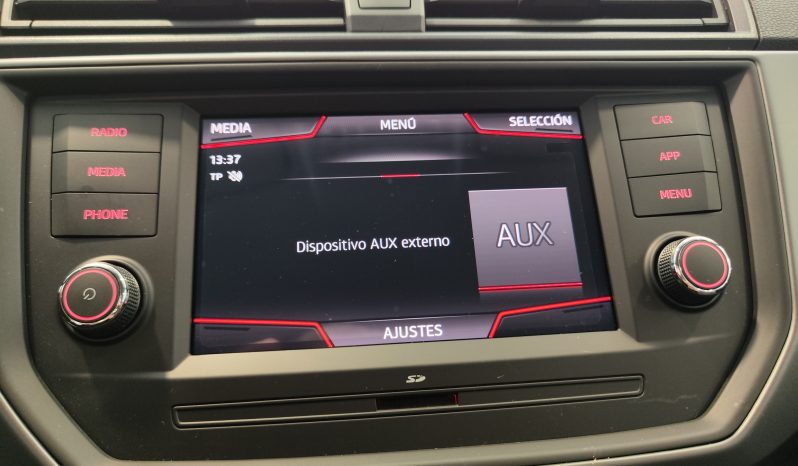 RADIO
MEDIA
PHONE
MEDIA
MENÚ
SELECCIÓN
13:37
TP
Dispositivo AUX externo
AUX
AJUSTES
CAR
APP
MENU
SD